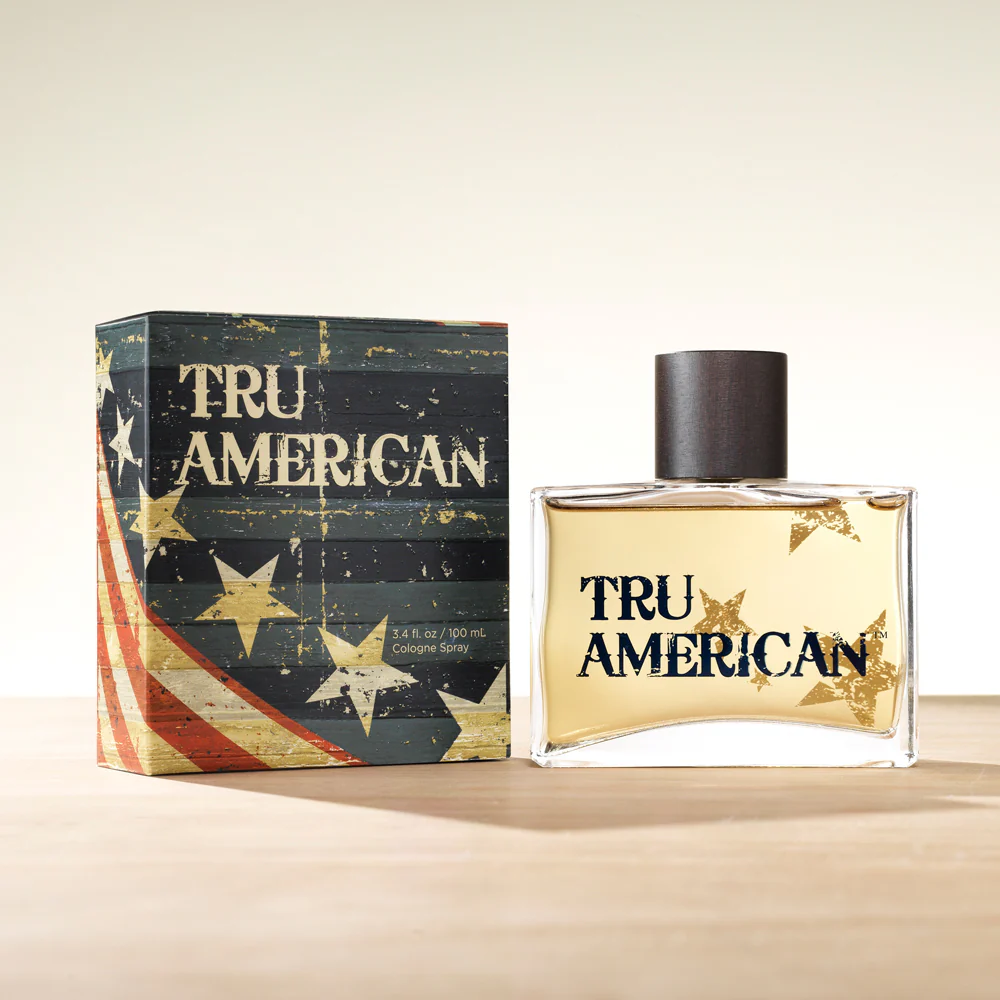 TRU
AMERICAN
3.4 fl. oz / 100 mL
Cologne Spray
TRU
AMERICAN™